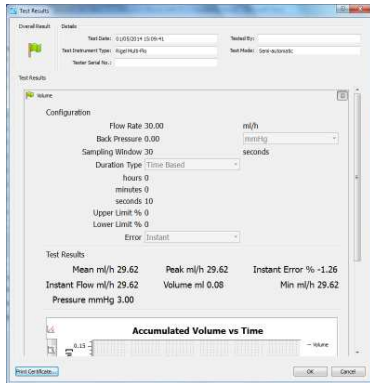 Test Results
Overall Result
Details
Test Date: 01/05/2014 15:09:41
Tested By:
Test Instrument Type: Rigel Multi-Flo
Test Mode: Semi-automatic
Tester Serial No.:
Test Results
Volume
Configuration
Flow Rate 30.00 ml/h
Back Pressure 0.00 mmHg
Sampling Window 30 seconds
Duration Type Time Based
hours 0
minutes 0
seconds 10
Upper Limit % 0
Lower Limit % 0
Error Instant
Test Results
Mean ml/h 29.62 Peak ml/h 29.62 Instant Error % -1.26
Instant Flow ml/h 29.62 Volume ml 0.08 Min ml/h 29.62
Pressure mmHg 3.00
Accumulated Volume vs Time
0.15
Volume
Print Certificate...
OK
Cancel